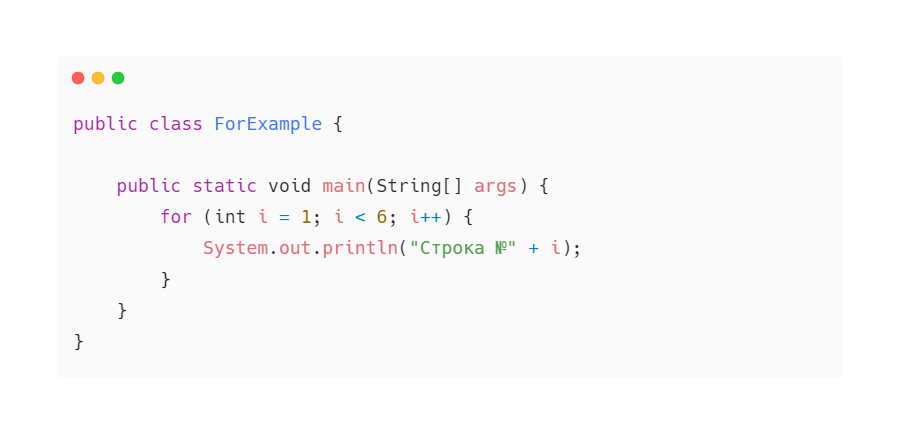 public class ForExample {
    public static void main(String[] args) {
        for (int i = 1; i < 6; i++) {
            System.out.println("Строка №" + i);
        }
    }
}